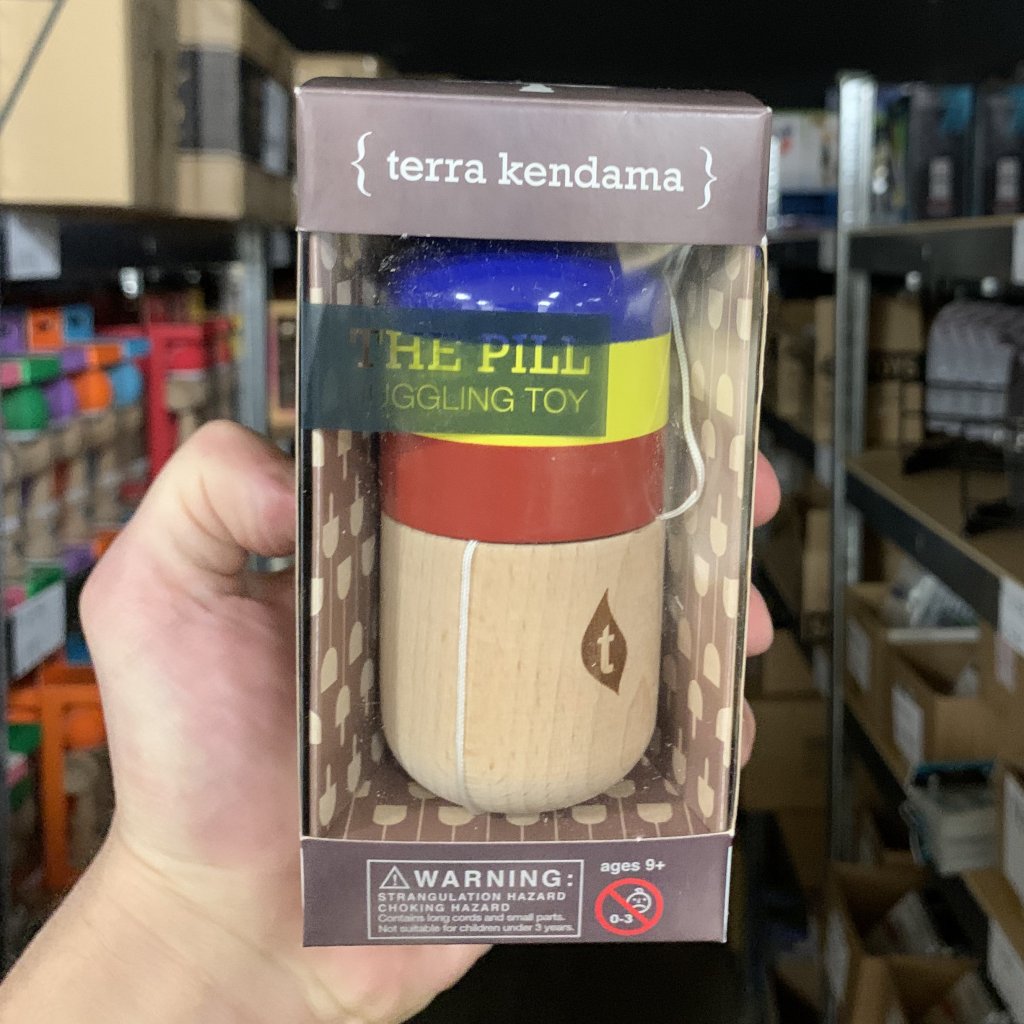 { terra kendama }
THE PILL
JUGGLING TOY
t
WARNING:
STRANGULATION HAZARD
CHOKING HAZARD
Contains long cords and small parts.
Not suitable for children under 3 years.
ages 9+
0-3